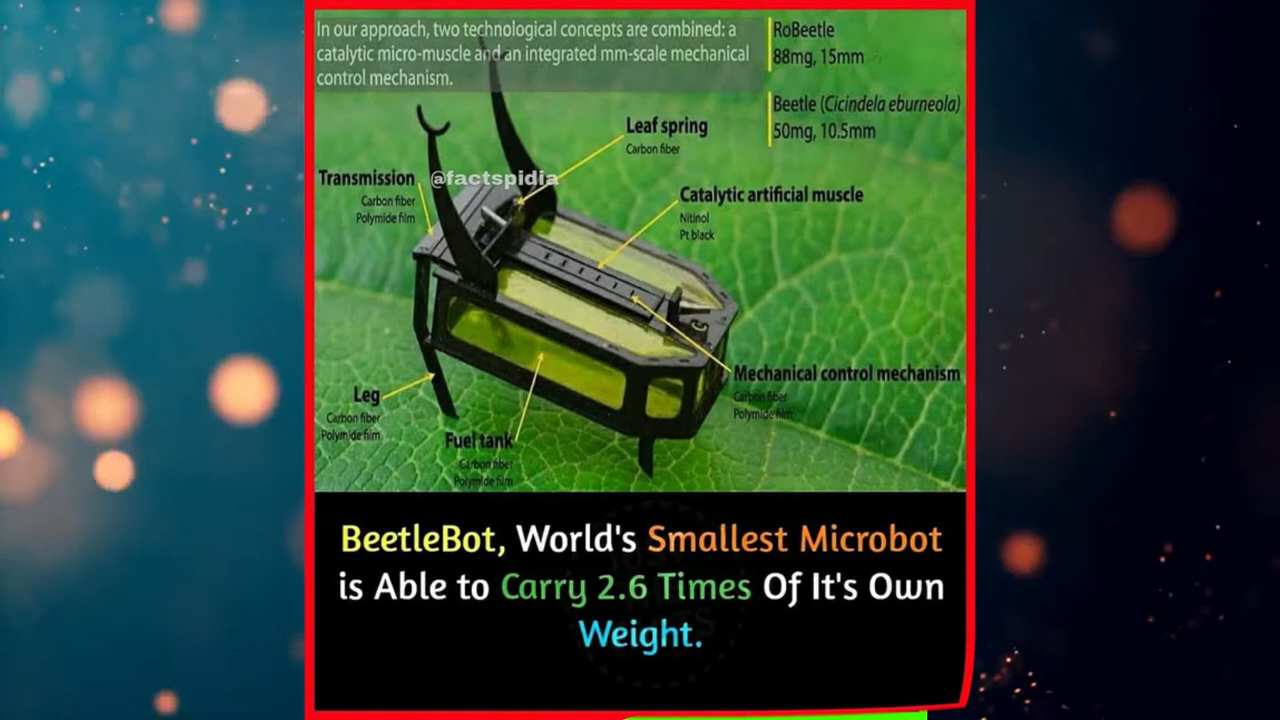 In our approach, two technological concepts are combined: a
catalytic micro-muscle and an integrated mm-scale mechanical
control mechanism.
RoBeetle
88mg, 15mm
Beetle (Cicindela eburneola)
50mg, 10.5mm
Leaf spring
Carbon fiber
Transmission
Carbon fiber
Polymide film
@factspidia
Catalytic artificial muscle
Nitinol
Pt black
Mechanical control mechanism
Carbon fiber
Polymide film
Leg
Carbon fiber
Polymide film
Fuel tank
Carbon fiber
Polymide film
BeetleBot, World's Smallest Microbot
is Able to Carry 2.6 Times Of It's Own
Weight.